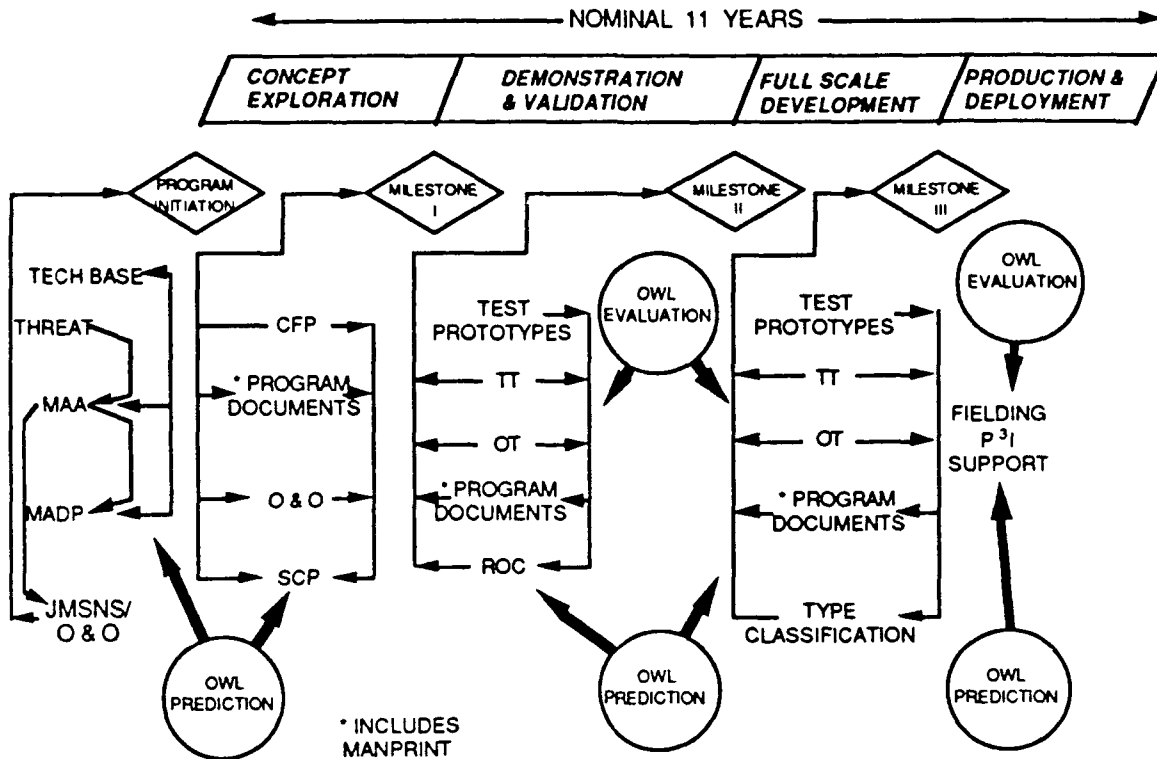 NOMINAL 11 YEARS
CONCEPT
EXPLORATION
DEMONSTRATION
& VALIDATION
FULL SCALE
DEVELOPMENT
PRODUCTION &
DEPLOYMENT
PROGRAM
INITIATION
MILESTONE
I
MILESTONE
II
MILESTONE
III
TECH BASE
THREAT
MAA
MADP
JMSNS/
O & O
CFP
* PROGRAM
DOCUMENTS
O & O
SCP
TEST
PROTOTYPES
TT
OT
* PROGRAM
DOCUMENTS
ROC
OWL
EVALUATION
TEST
PROTOTYPES
TT
OT
* PROGRAM
DOCUMENTS
TYPE
CLASSIFICATION
OWL
EVALUATION
FIELDING
P³I
SUPPORT
OWL
PREDICTION
OWL
PREDICTION
OWL
PREDICTION
* INCLUDES
MANPRINT